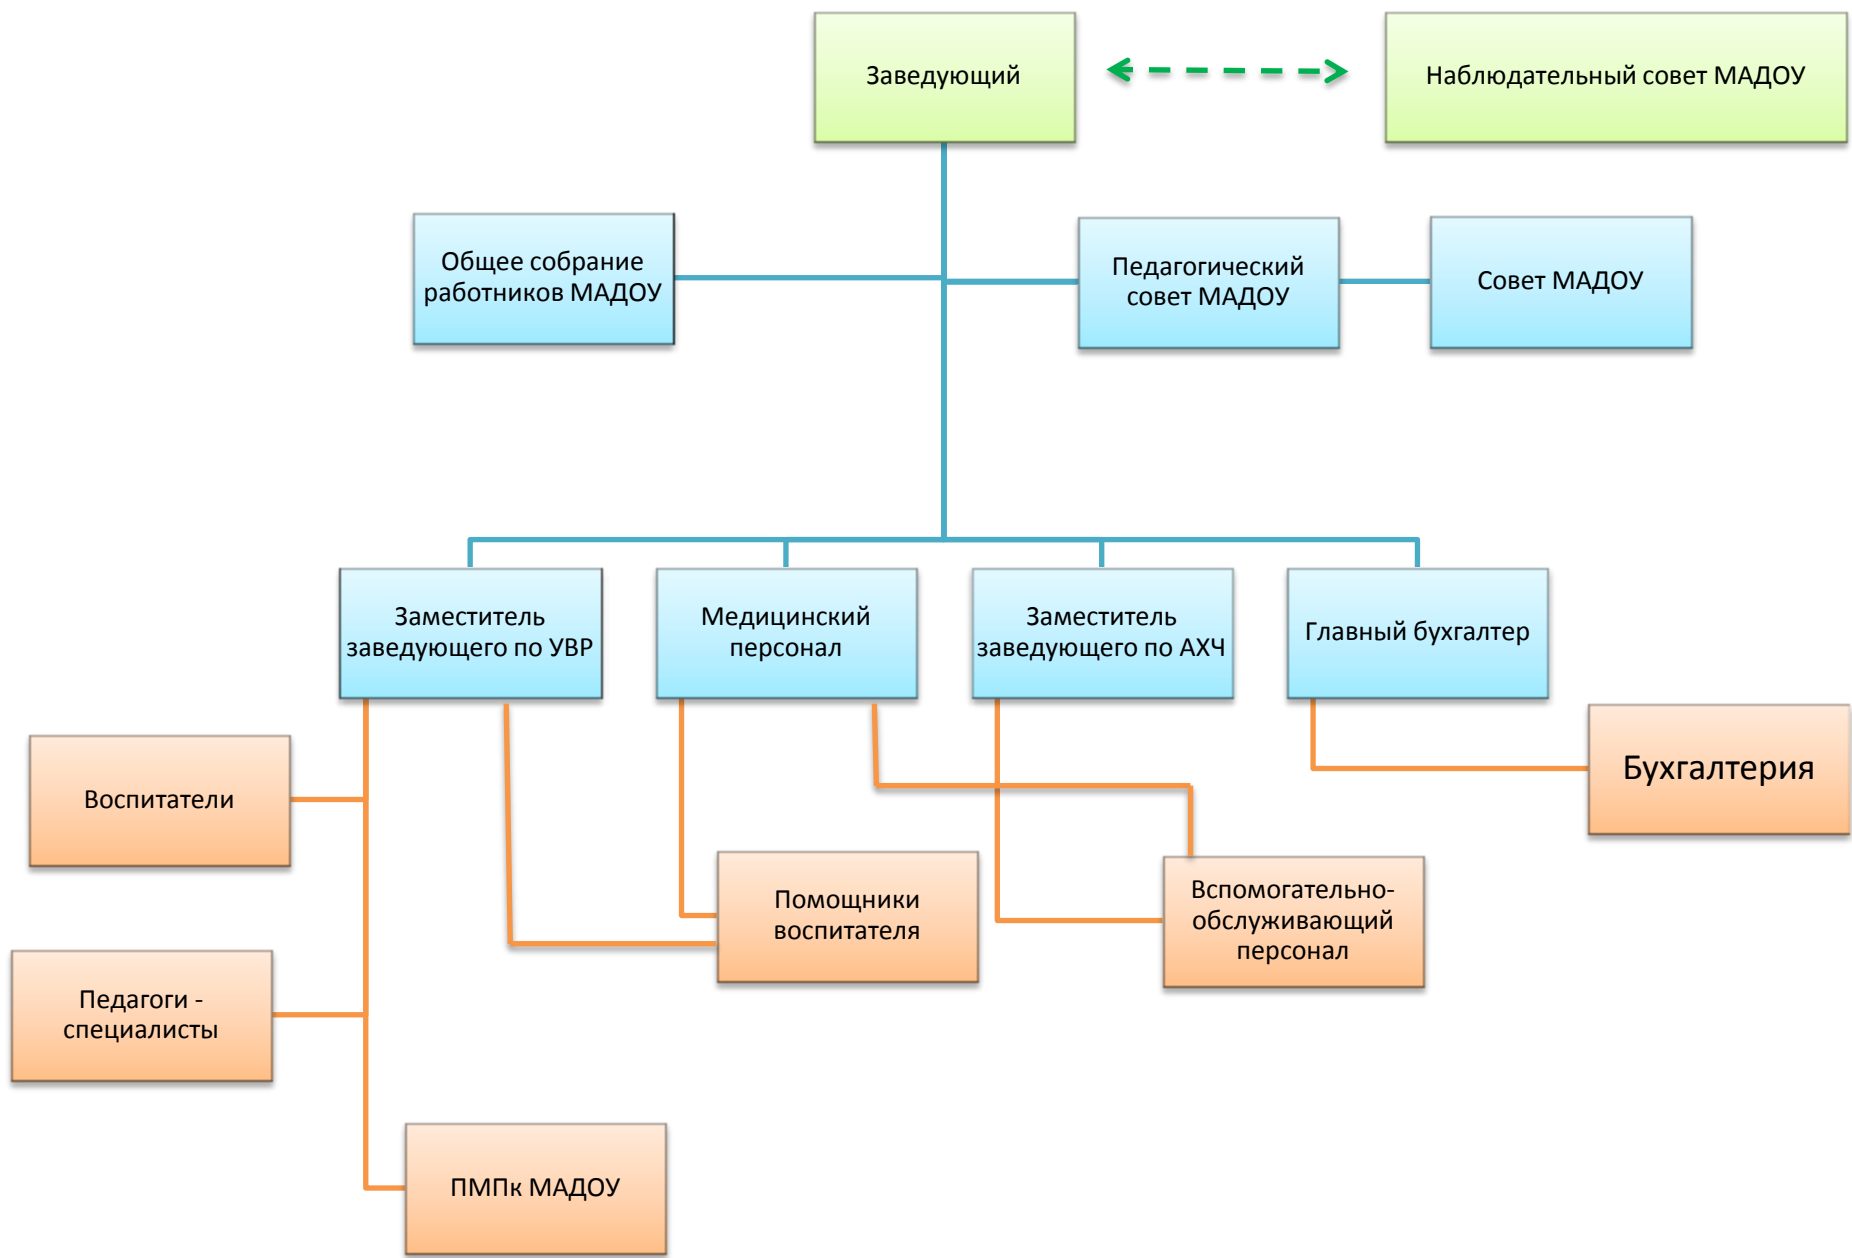 Заведующий
Наблюдательный совет МАДОУ
Общее собрание
работников МАДОУ
Педагогический
совет МАДОУ
Совет МАДОУ
Заместитель
заведующего по УВР
Медицинский
персонал
Заместитель
заведующего по АХЧ
Главный бухгалтер
Бухгалтерия
Воспитатели
Помощники
воспитателя
Вспомогательно-
обслуживающий
персонал
Педагоги -
специалисты
ПМПк МАДОУ